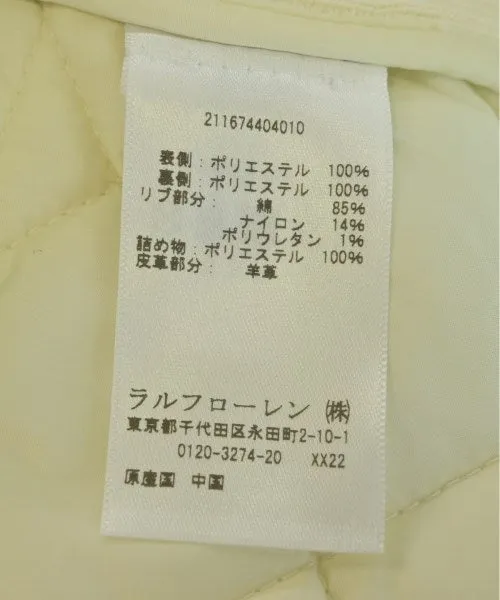 211674404010
表側：ポリエステル 100%
裏側：ポリエステル 100%
リブ部分： 綿 85%
ナイロン 14%
ポリウレタン 1%
詰め物：ポリエステル 100%
皮革部分： 羊革
ラルフローレン ㈱
東京都千代田区永田町2-10-1
0120-3274-20 XX22
原産国 中国